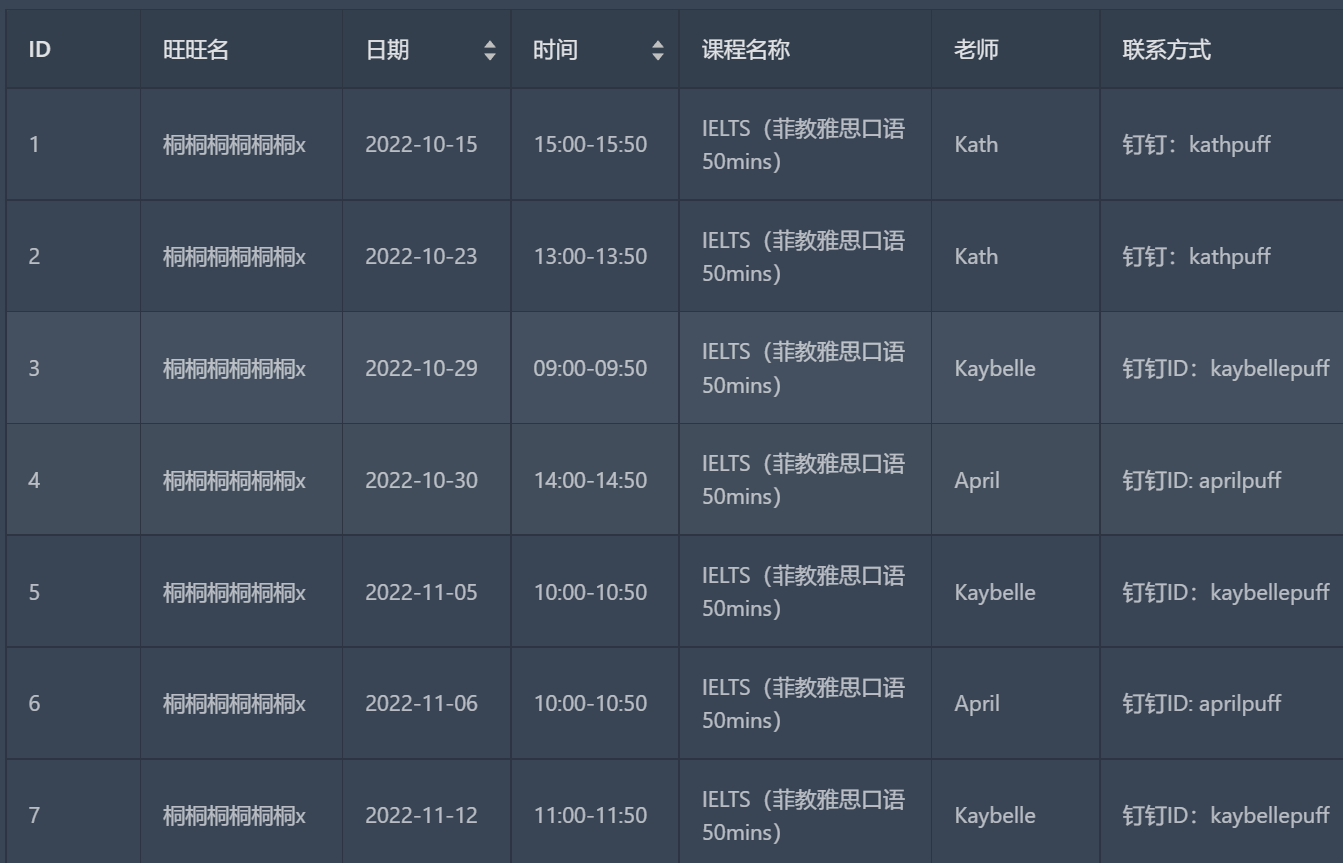 ID 旺旺名 日期 时间 课程名称 老师 联系方式
1 桐桐桐桐桐桐x 2022-10-15 15:00-15:50 IELTS（菲教雅思口语 Kath 钉钉：kathpuff
50mins）
2 桐桐桐桐桐桐x 2022-10-23 13:00-13:50 IELTS（菲教雅思口语 Kath 钉钉：kathpuff
50mins）
3 桐桐桐桐桐桐x 2022-10-29 09:00-09:50 IELTS（菲教雅思口语 Kaybelle 钉钉ID：kaybellepuff
50mins）
4 桐桐桐桐桐桐x 2022-10-30 14:00-14:50 IELTS（菲教雅思口语 April 钉钉ID: aprilpuff
50mins）
5 桐桐桐桐桐桐x 2022-11-05 10:00-10:50 IELTS（菲教雅思口语 Kaybelle 钉钉ID：kaybellepuff
50mins）
6 桐桐桐桐桐桐x 2022-11-06 10:00-10:50 IELTS（菲教雅思口语 April 钉钉ID: aprilpuff
50mins）
7 桐桐桐桐桐桐x 2022-11-12 11:00-11:50 IELTS（菲教雅思口语 Kaybelle 钉钉ID：kaybellepuff
50mins）